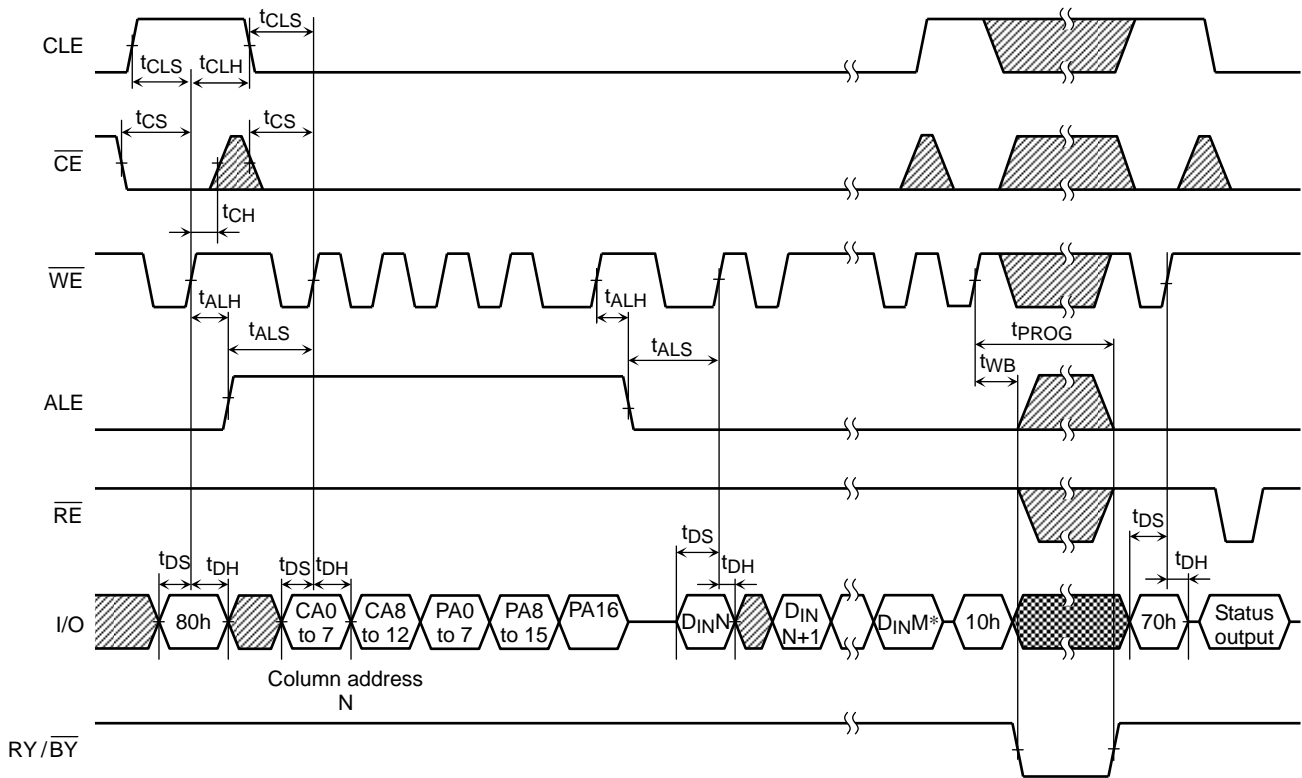 CLE
tCLS
tCLS
tCLH
CE
tCS
tCS
tCH
WE
tALH
tALS
tALH
tALS
tPROG
tWB
ALE
RE
tDS
tDH
tDS
tDH
tDS
tDH
tDS
tDH
I/O
80h
CA0
to 7
CA8
to 12
PA0
to 7
PA8
to 15
PA16
DINN
DIN
N+1
DINM*
10h
70h
Status
output
Column address
N
RY/BY